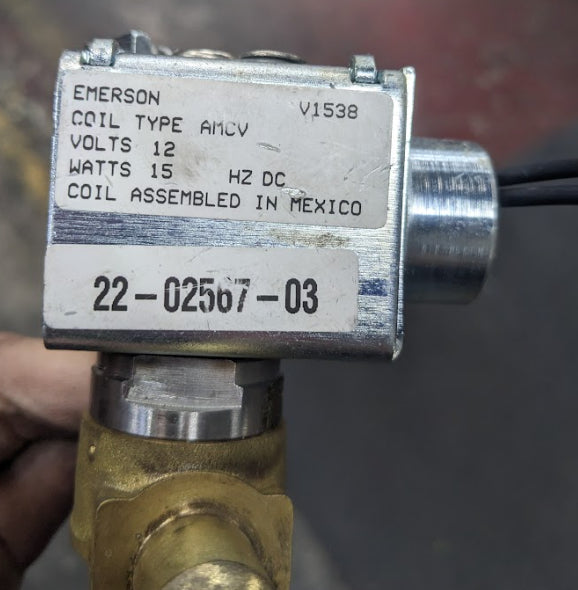 EMERSON V1538
COIL TYPE AMCV
VOLTS 12
WATTS 15 HZ DC
COIL ASSEMBLED IN MEXICO
22-02567-03